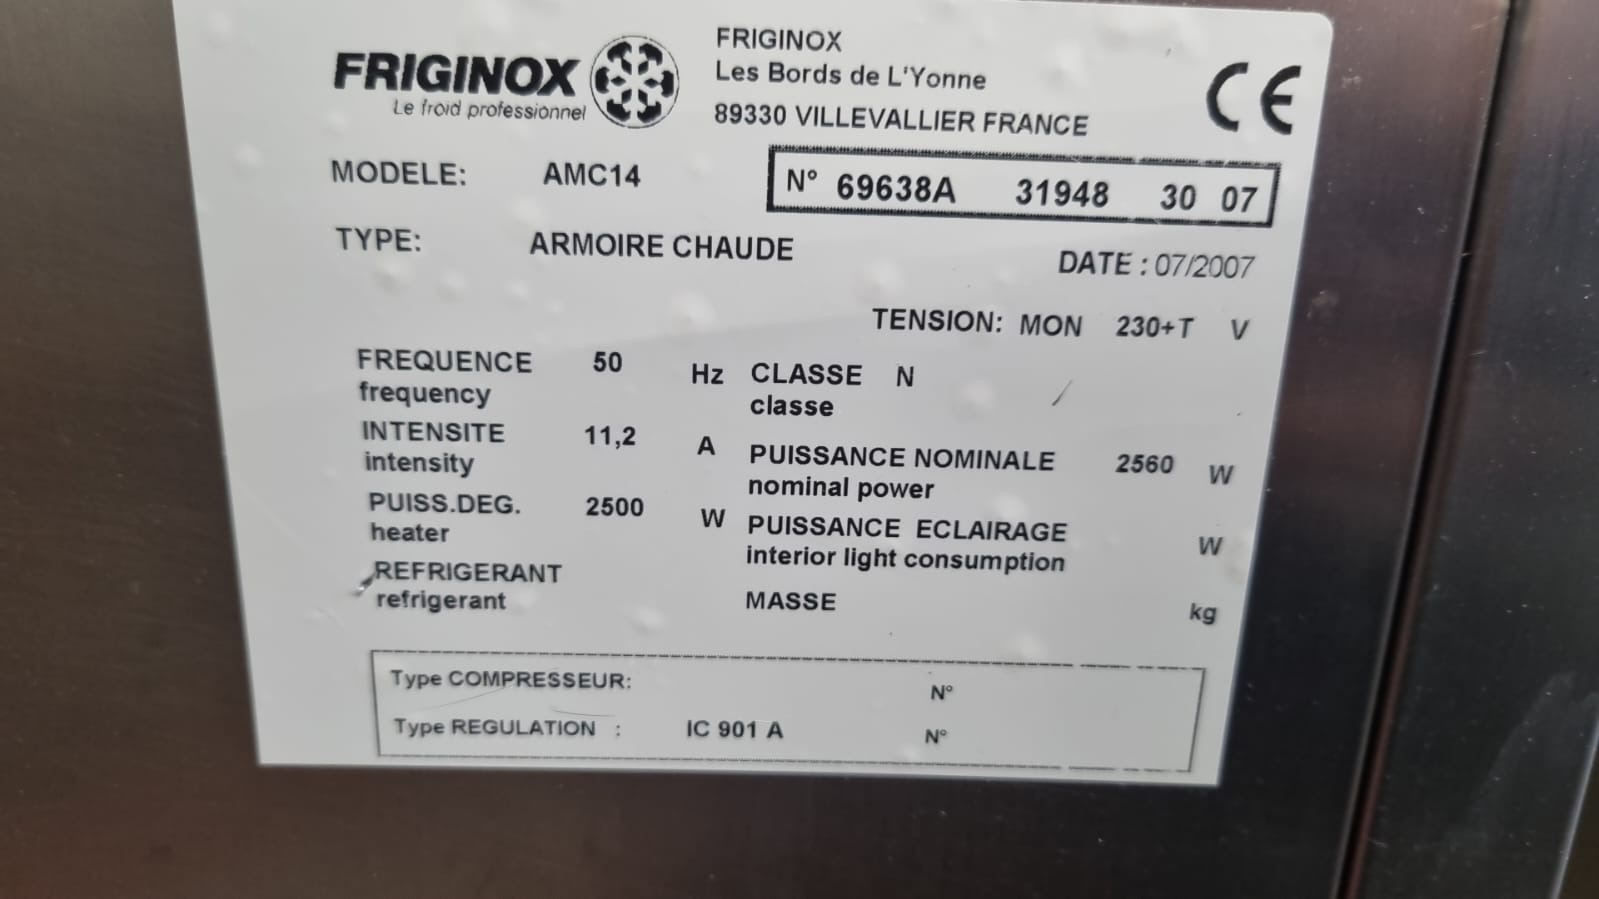 FRIGINOX
Le froid professionnel
FRIGINOX
Les Bords de L'Yonne
89330 VILLEVALLIER FRANCE
CE
MODELE: AMC14
N° 69638A 31948 30 07
TYPE: ARMOIRE CHAUDE
DATE : 07/2007
TENSION: MON 230+T V
FREQUENCE 50 Hz
frequency
CLASSE N
classe
INTENSITE 11,2 A
intensity
PUISSANCE NOMINALE 2560 W
nominal power
PUISS.DEG. 2500 W
heater
PUISSANCE ECLAIRAGE W
interior light consumption
REFRIGERANT
refrigerant
MASSE kg
Type COMPRESSEUR: N°
Type REGULATION : IC 901 A N°